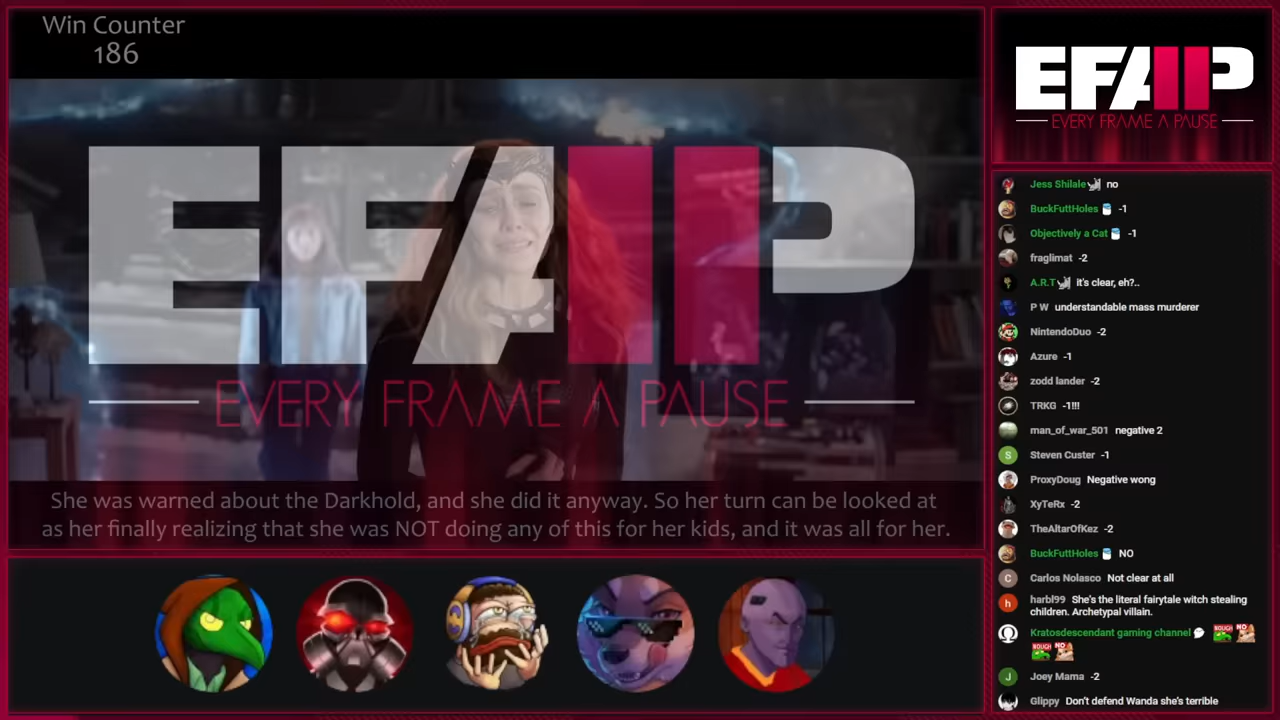 Win Counter
186
EFAP
EVERY FRAME A PAUSE
She was warned about the Darkhold, and she did it anyway. So her turn can be looked at
as her finally realizing that she was NOT doing any of this for her kids, and it was all for her.
EFAP
EVERY FRAME A PAUSE
Jess Shilale no
BuckFuttHoles -1
Objectively a Cat -1
fraglimat -2
A.R.T it's clear, eh?..
P W understandable mass murderer
NintendoDuo -2
Azure -1
zodd lander -2
TRKG -1!!!
man_of_war_501 negative 2
S Steven Custer -1
ProxyDoug Negative wong
XyTeRx -2
TheAltarOfKez -2
BuckFuttHoles NO
C Carlos Nolasco Not clear at all
h harbl99 She's the literal fairytale witch stealing
children. Archetypal villain.
Kratosdescendant gaming channel ROUGH NO
ROUGH NO
J Joey Mama -2
Glippy Don't defend Wanda she's terrible